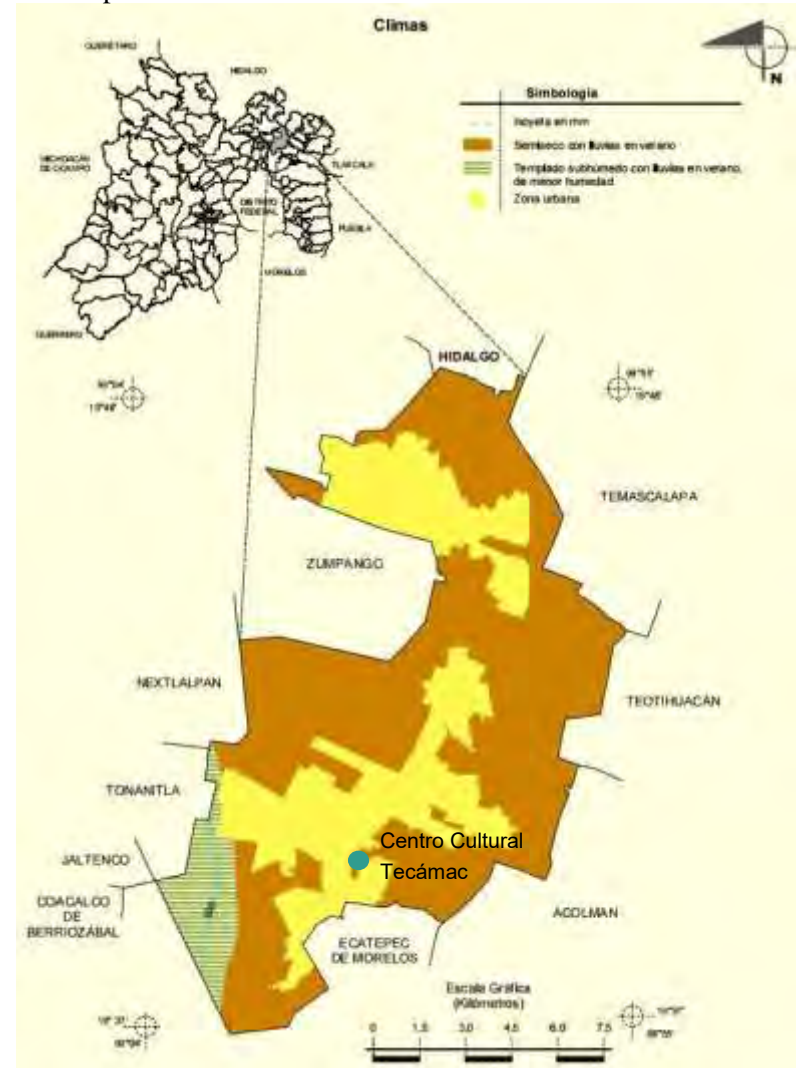 Climas
N
QUERÉTARO
HIDALGO
MICHOACÁN
DE OCAMPO
TLAXCALA
DISTRITO
FEDERAL
PUEBLA
MORELOS
GUERRERO
Simbología
Isoyeta en mm
Semiseco con lluvias en verano
Templado subhúmedo con lluvias en verano,
de menor humedad
Zona urbana
HIDALGO
TEMASCALAPA
ZUMPANGO
NEXTLALPAN
TEOTIHUACÁN
TONANITLA
Centro Cultural
Tecámac
JALTENCO
COACALCO
DE
BERRIOZÁBAL
ACOLMAN
ECATEPEC
DE MORELOS
Escala Gráfica
(Kilómetros)
0 1.5 3.0 4.5 6.0 7.5